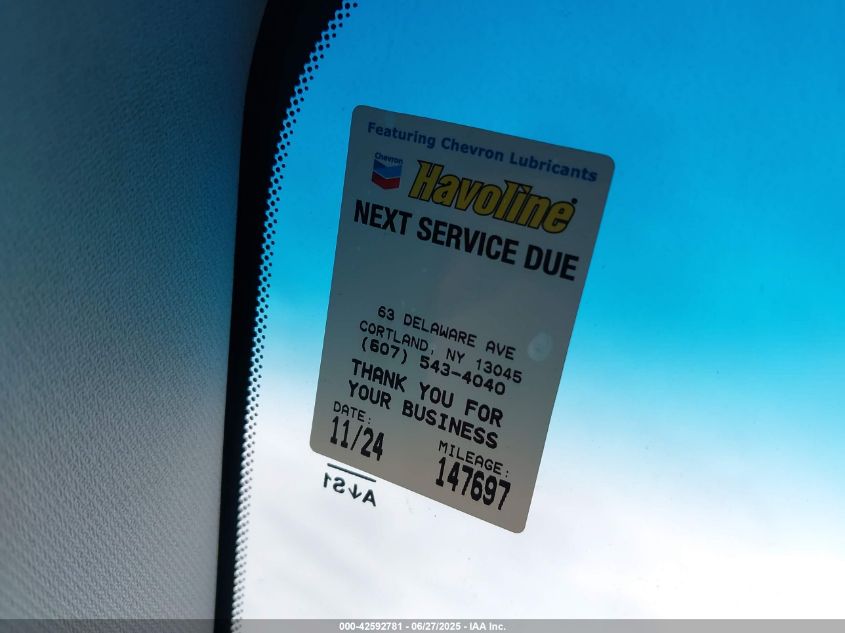 Featuring Chevron Lubricants
Chevron
Havoline
NEXT SERVICE DUE
63 DELAWARE AVE
CORTLAND, NY 13045
(607) 543-4040
THANK YOU FOR
YOUR BUSINESS
DATE:
11/24
MILEAGE:
147697
AS1
000-42592781 - 06/27/2025 - IAA Inc.